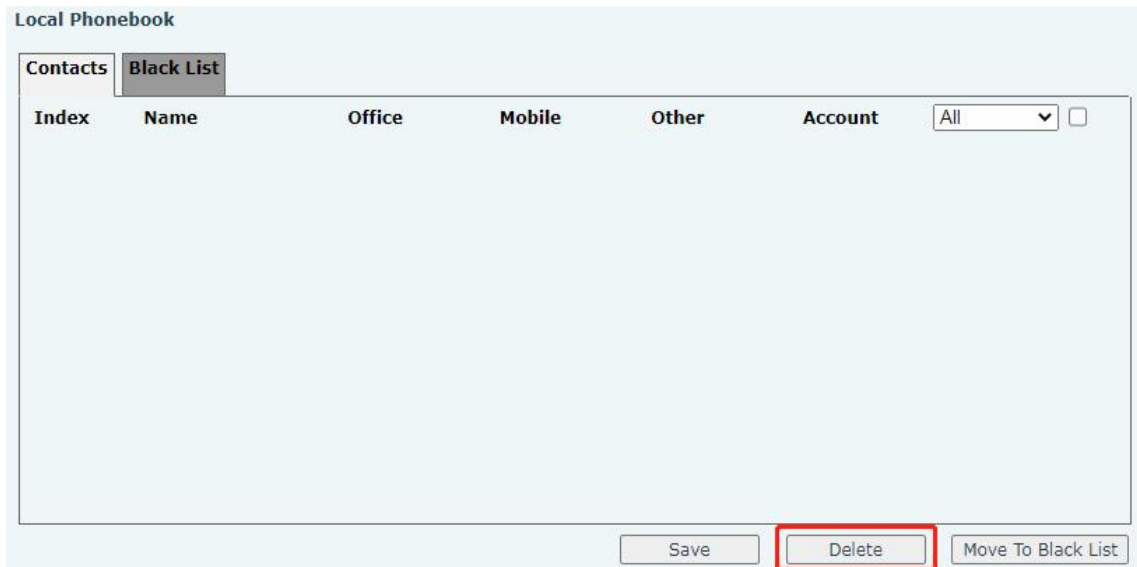 Local Phonebook
Contacts Black List
Index Name Office Mobile Other Account All
Save Delete Move To Black List